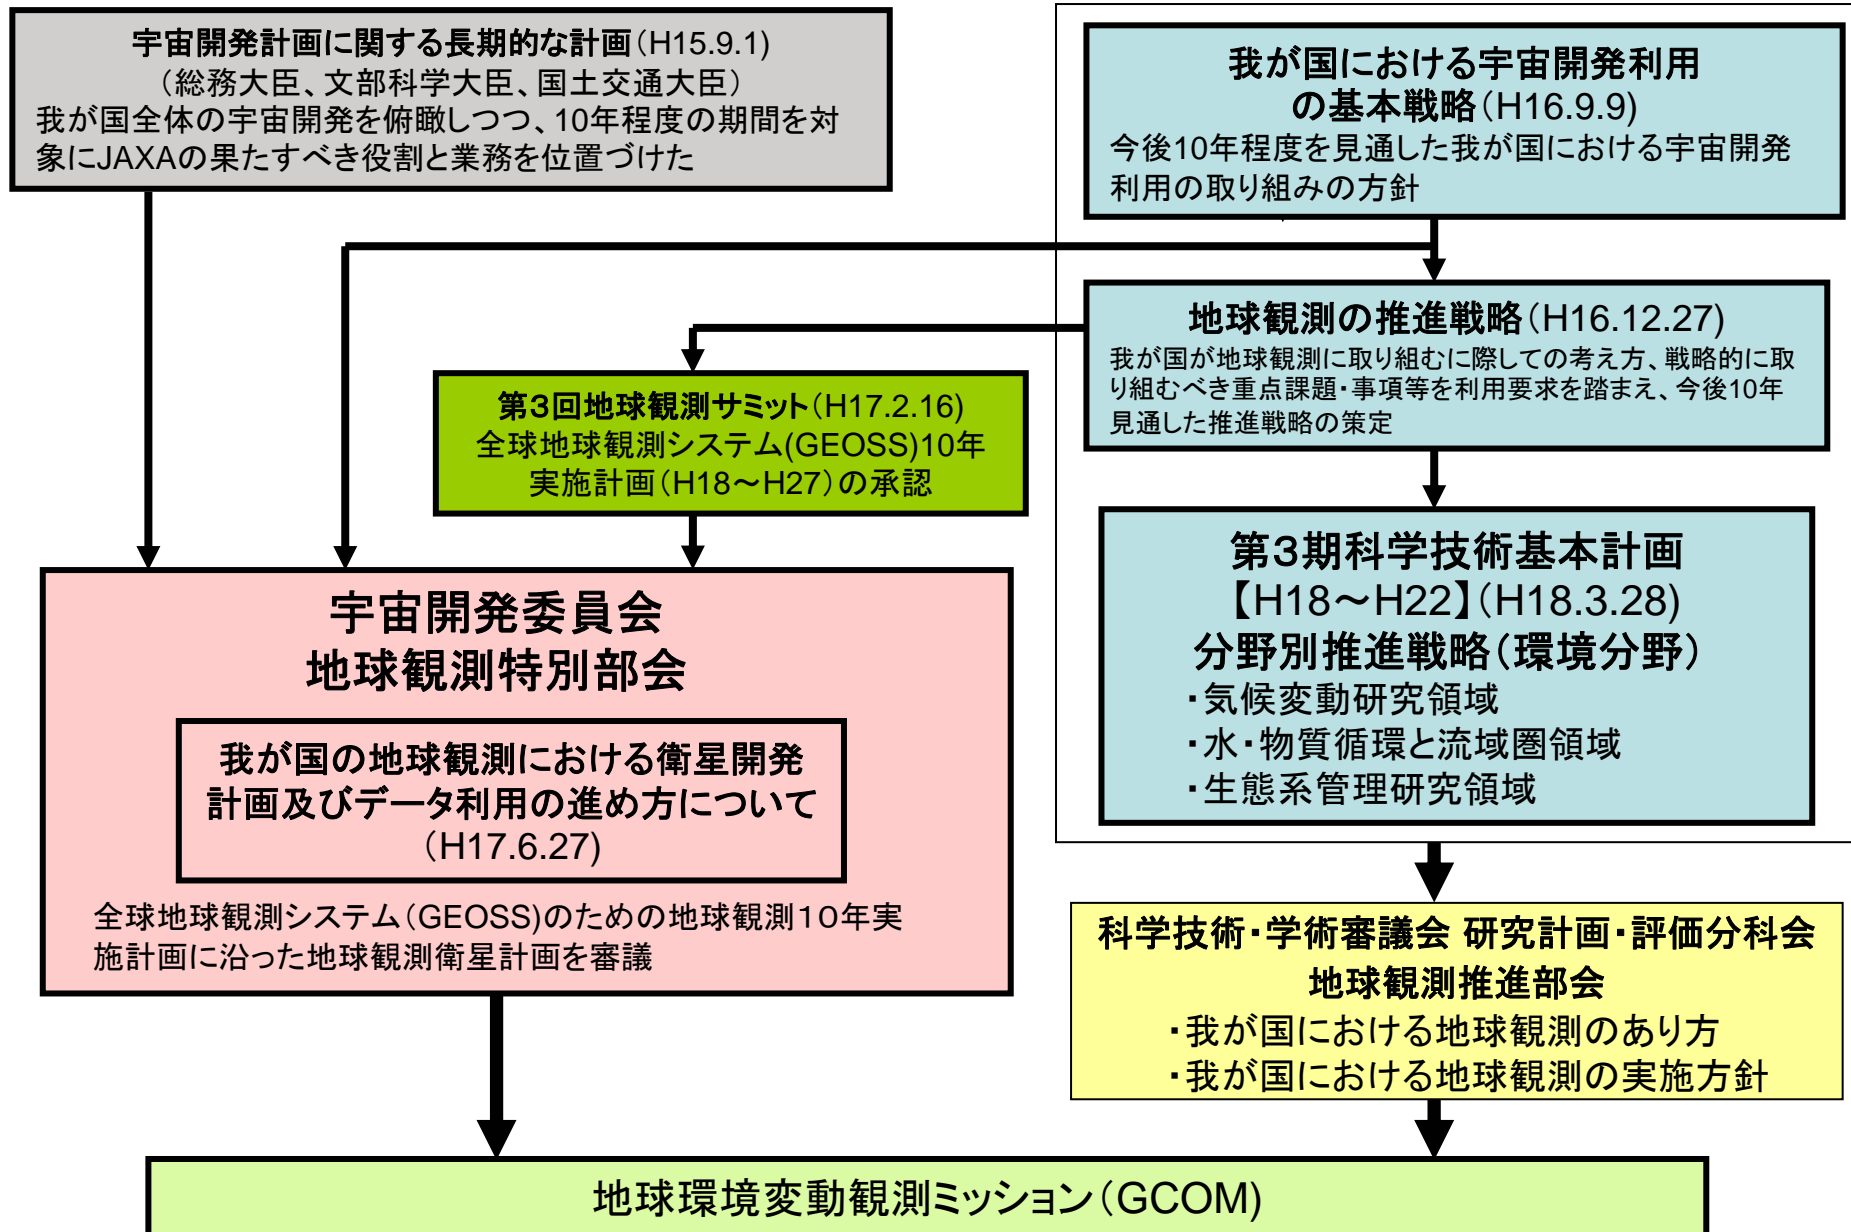 宇宙開発計画に関する長期的な計画(H15.9.1)
(総務大臣、文部科学大臣、国土交通大臣)
我が国全体の宇宙開発を俯瞰しつつ、10年程度の期間を対
象にJAXAの果たすべき役割と業務を位置づけた
我が国における宇宙開発利用
の基本戦略(H16.9.9)
今後10年程度を見通した我が国における宇宙開発
利用の取り組みの方針
地球観測の推進戦略(H16.12.27)
我が国が地球観測に取り組むに際しての考え方、戦略的に取
り組むべき重点課題・事項等を利用要求を踏まえ、今後10年
見通した推進戦略の策定
第3回地球観測サミット(H17.2.16)
全球地球観測システム(GEOSS)10年
実施計画(H18~H27)の承認
第3期科学技術基本計画
【H18~H22】(H18.3.28)
分野別推進戦略(環境分野)
・気候変動研究領域
・水・物質循環と流域圏領域
・生態系管理研究領域
宇宙開発委員会
地球観測特別部会
我が国の地球観測における衛星開発
計画及びデータ利用の進め方について
(H17.6.27)
全球地球観測システム(GEOSS)のための地球観測10年実
施計画に沿った地球観測衛星計画を審議
科学技術・学術審議会 研究計画・評価分科会
地球観測推進部会
・我が国における地球観測のあり方
・我が国における地球観測の実施方針
地球環境変動観測ミッション(GCOM)